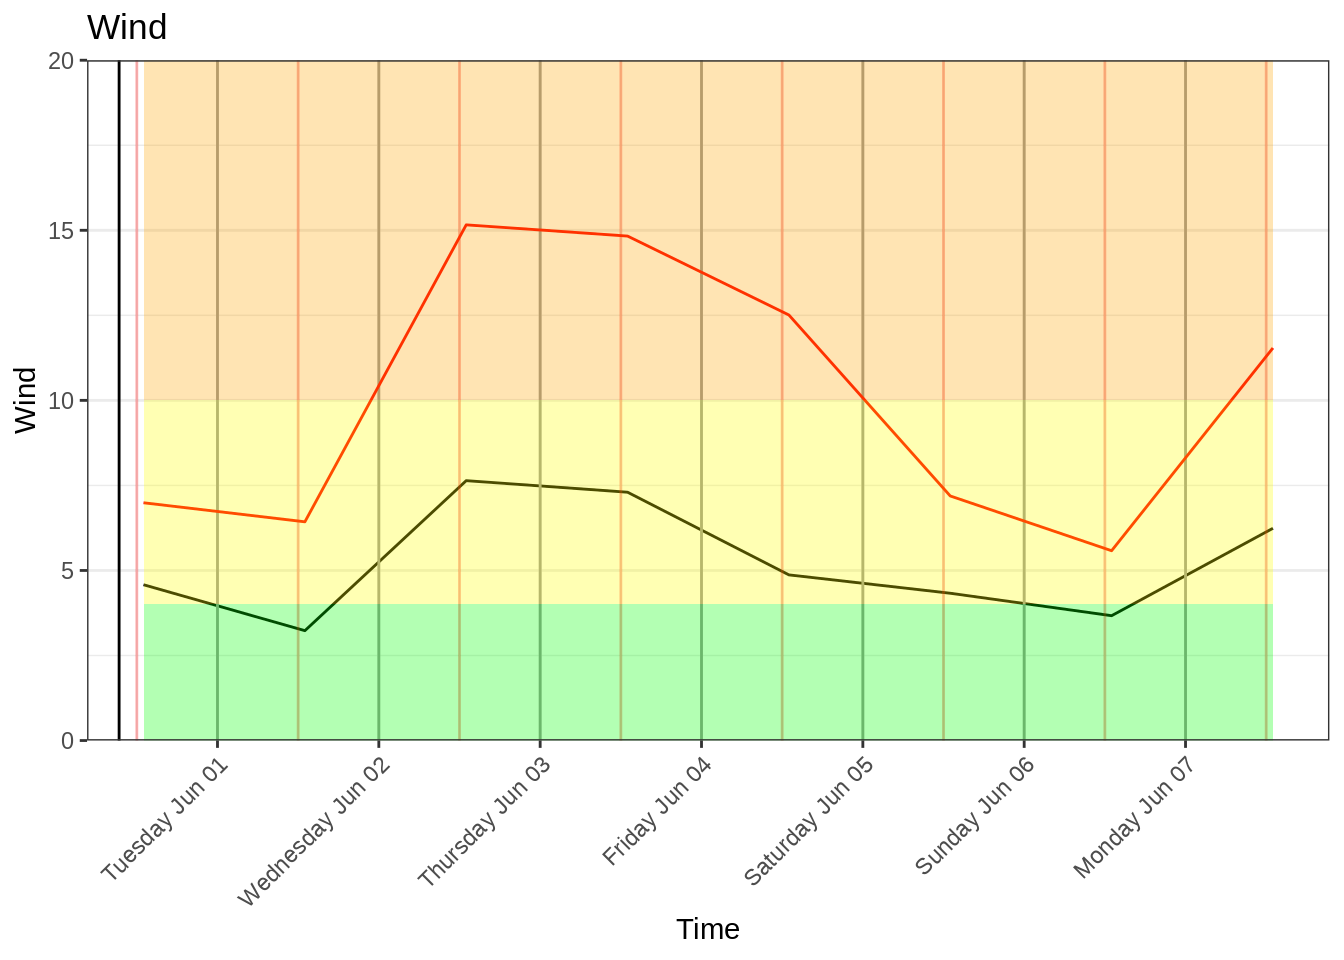 Wind
20
15
10
5
0
Wind
Tuesday Jun 01
Wednesday Jun 02
Thursday Jun 03
Friday Jun 04
Saturday Jun 05
Sunday Jun 06
Monday Jun 07
Time